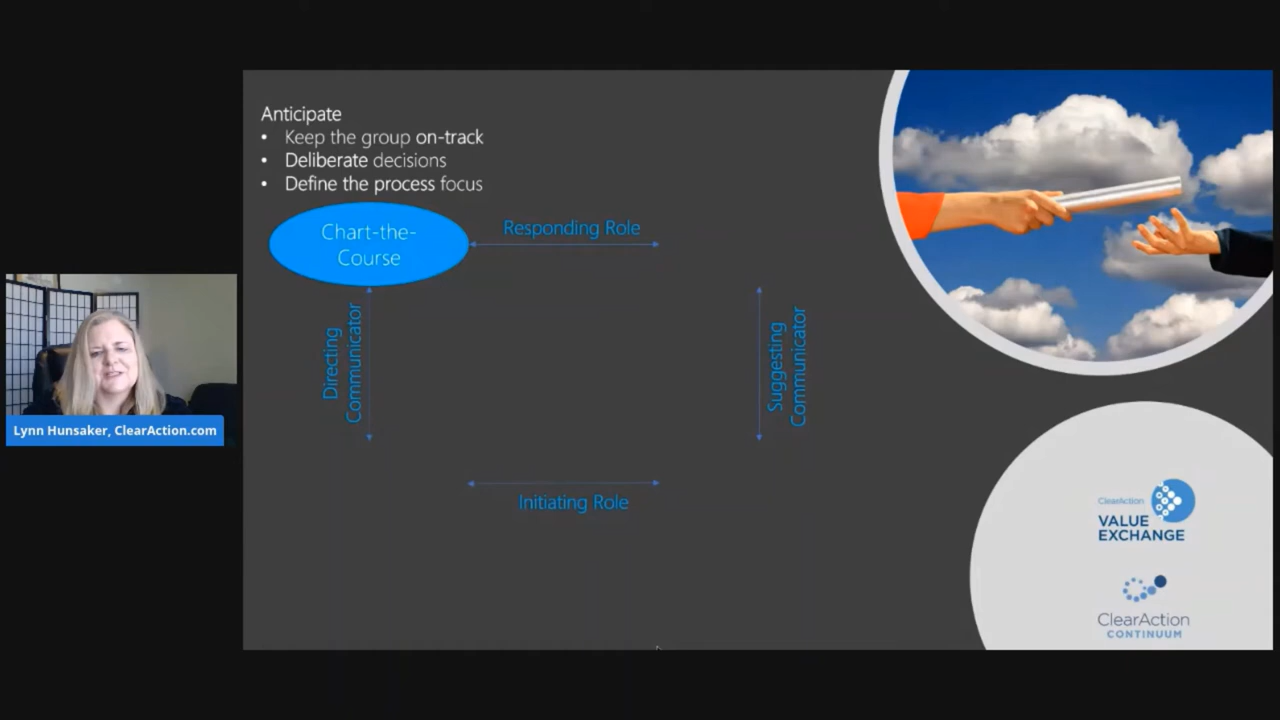 Anticipate
• Keep the group on-track
• Deliberate decisions
• Define the process focus
Chart-the-
Course
Responding Role
Directing
Communicator
Suggesting
Communicator
Initiating Role
Lynn Hunsaker, ClearAction.com
ClearAction
VALUE
EXCHANGE
ClearAction
CONTINUUM